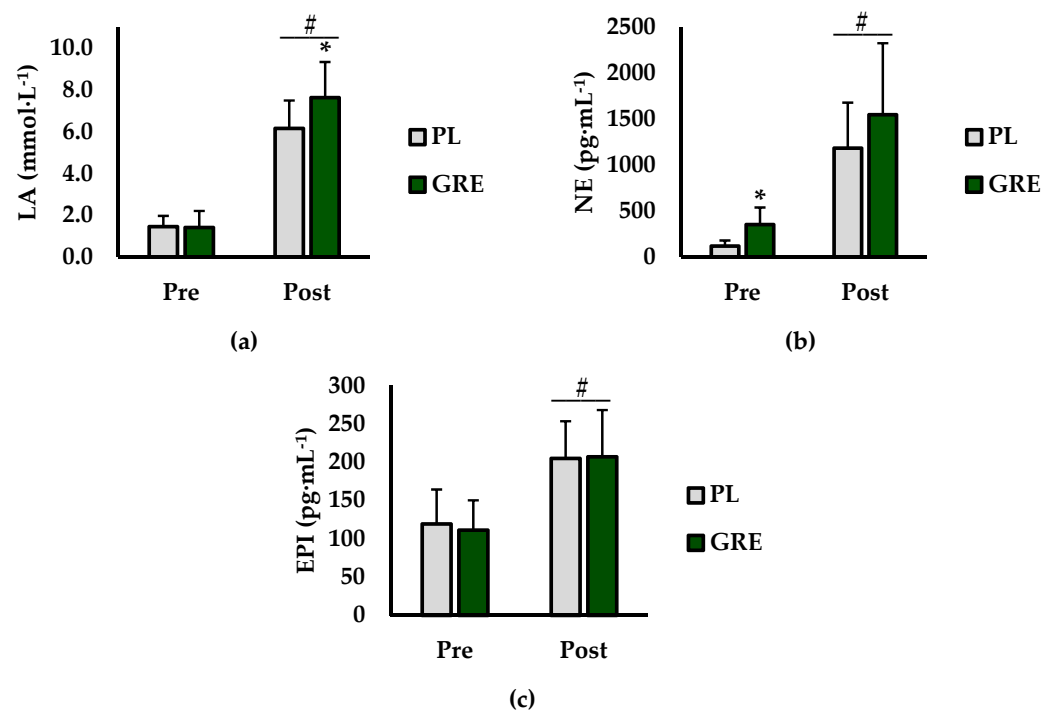 #
*
10.0
8.0
6.0
4.0
2.0
0.0
LA (mmol·L-1)
Pre Post
PL
GRE
(a)
#
*
2500
2000
1500
1000
500
0
NE (pg·mL-1)
Pre Post
PL
GRE
(b)
#
300
250
200
150
100
50
0
EPI (pg·mL-1)
Pre Post
PL
GRE
(c)